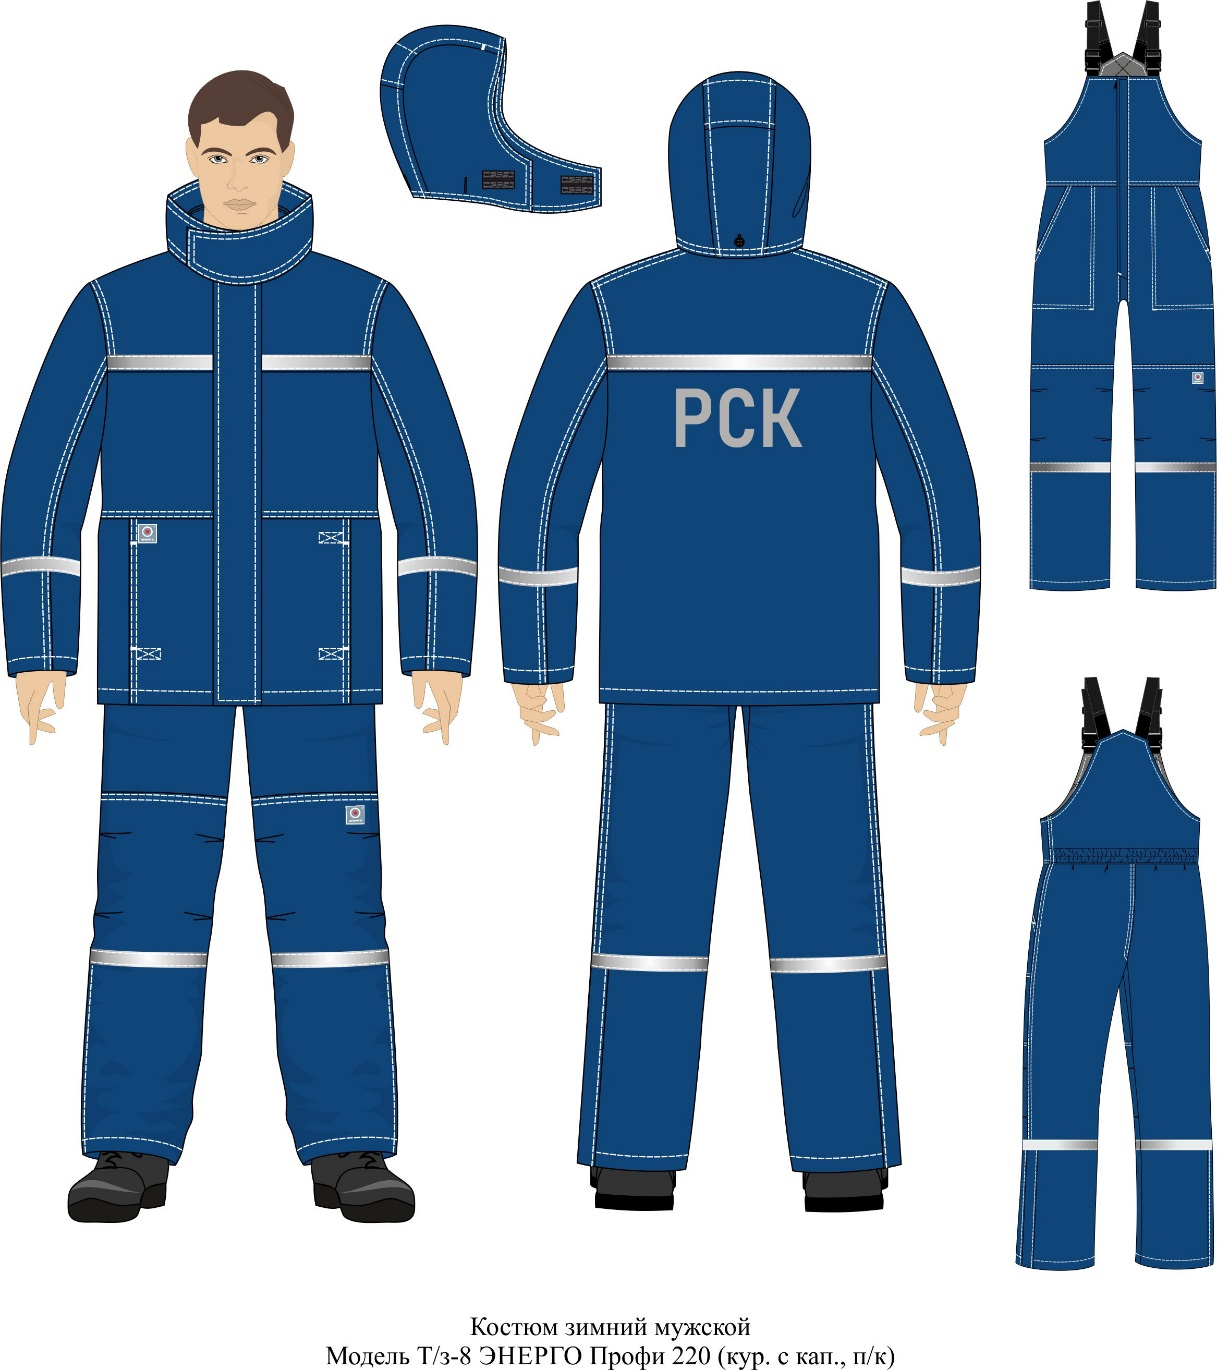 РСК
Костюм зимний мужской
Модель Т/з-8 ЭНЕРГО Профи 220 (кур. с кап., п/к)